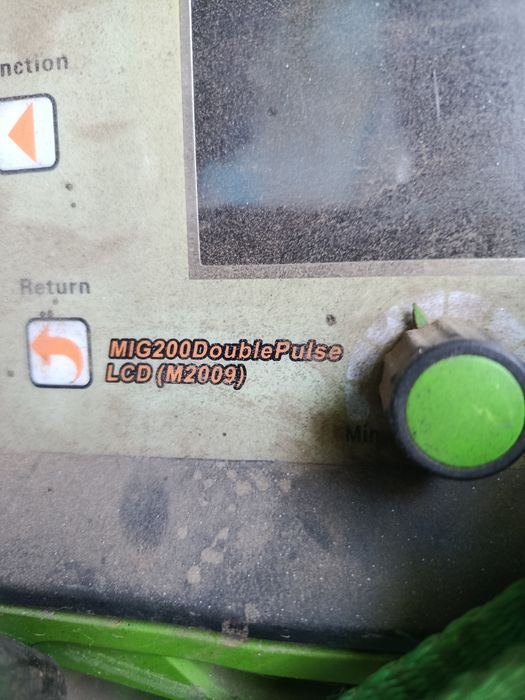 nction
Return
MIG200DoublePulse
LCD (M2009)
Min